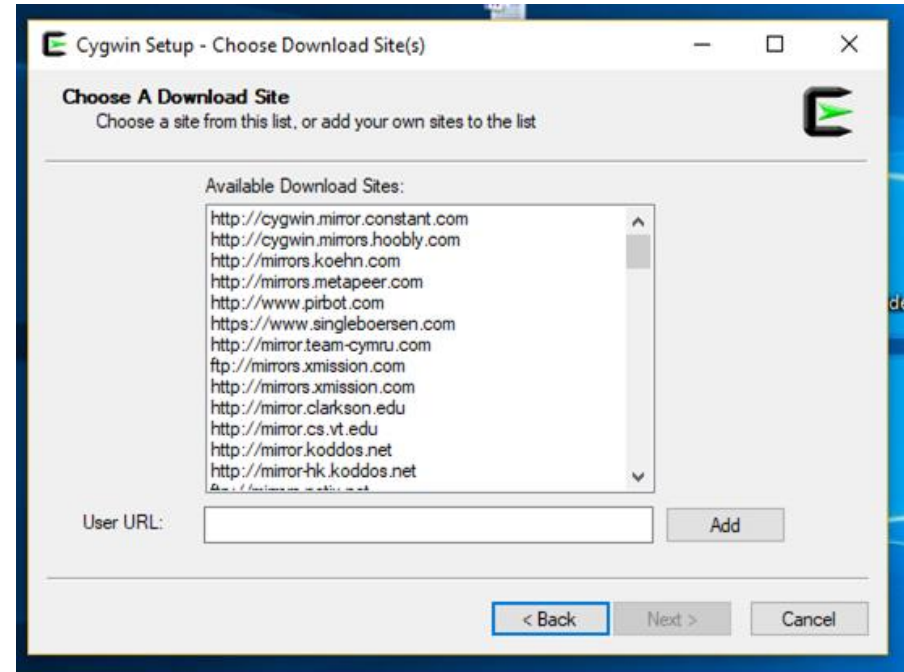 Cygwin Setup - Choose Download Site(s)
Choose A Download Site
Choose a site from this list, or add your own sites to the list
Available Download Sites:
http://cygwin.mirror.constant.com
http://cygwin.mirrors.hoobly.com
http://mirrors.koehn.com
http://mirrors.metapeer.com
http://www.pirbot.com
https://www.singleboersen.com
http://mirror.team-cymru.com
ftp://mirrors.xmission.com
http://mirrors.xmission.com
http://mirror.clarkson.edu
http://mirror.cs.vt.edu
http://mirror.koddos.net
http://mirror-hk.koddos.net
User URL:
Add
< Back
Next >
Cancel